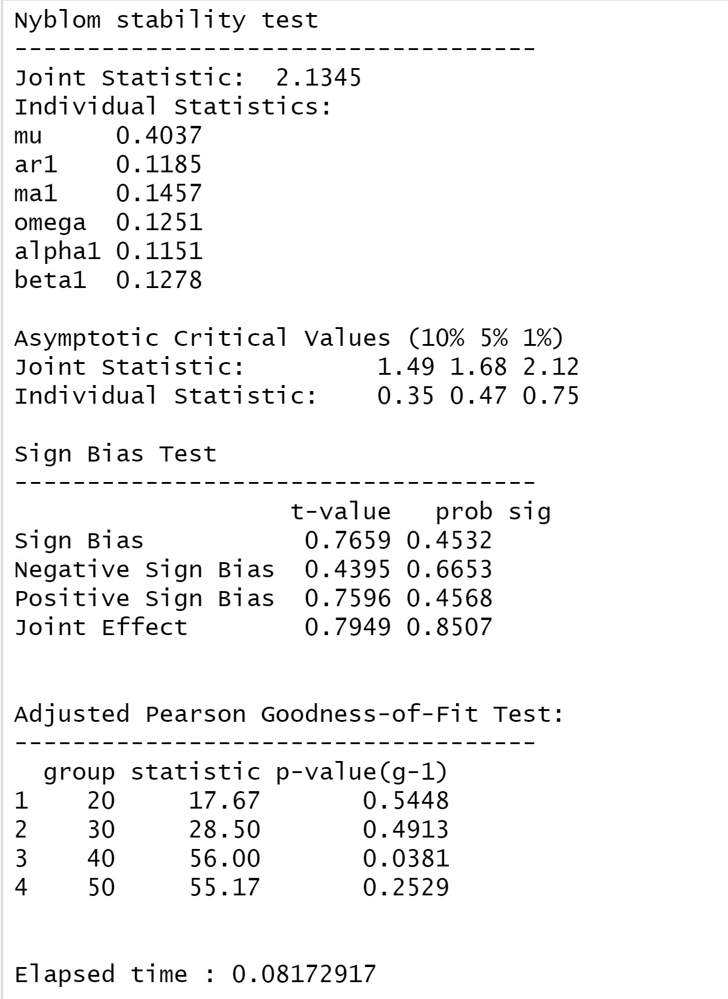 Nyblom stability test
------------------------------------
Joint Statistic:  2.1345
Individual Statistics:
mu     0.4037
ar1    0.1185
ma1    0.1457
omega  0.1251
alpha1 0.1151
beta1  0.1278
Asymptotic Critical Values (10% 5% 1%)
Joint Statistic:         1.49 1.68 2.12
Individual Statistic:    0.35 0.47 0.75
Sign Bias Test
------------------------------------
                   t-value   prob sig
Sign Bias           0.7659 0.4532
Negative Sign Bias  0.4395 0.6653
Positive Sign Bias  0.7596 0.4568
Joint Effect        0.7949 0.8507
Adjusted Pearson Goodness-of-Fit Test:
------------------------------------
  group statistic p-value(g-1)
1    20     17.67       0.5448
2    30     28.50       0.4913
3    40     56.00       0.0381
4    50     55.17       0.2529
Elapsed time : 0.08172917